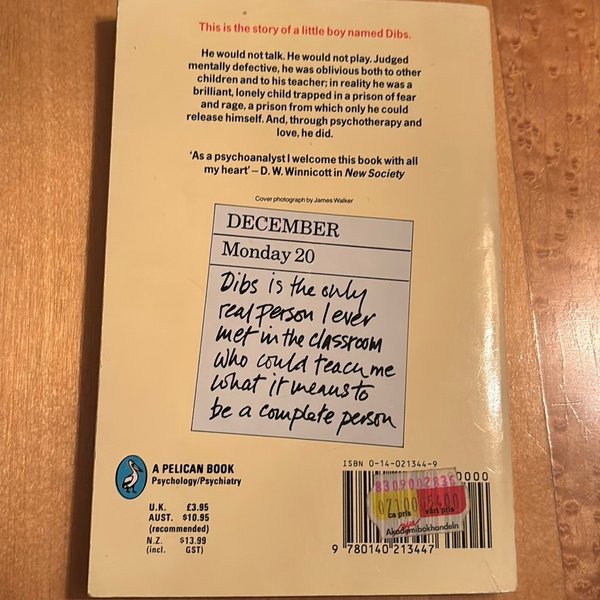 This is the story of a little boy named Dibs.
He would not talk. He would not play. Judged
mentally defective, he was oblivious both to other
children and to his teacher; in reality he was a
brilliant, lonely child trapped in a prison of fear
and rage, a prison from which only he could
release himself. And, through psychotherapy and
love, he did.
'As a psychoanalyst I welcome this book with all
my heart' – D. W. Winnicott in New Society
Cover photograph by James Walker
DECEMBER
Monday 20
Dibs is the only
real person I ever
met in the classroom
who could teach me
what it means to
be a complete person
A PELICAN BOOK
Psychology/Psychiatry
U.K. £3.95
AUST. $10.95
(recommended)
N.Z. $13.99
(incl. GST)
ISBN 0-14-021344-9
0000
ca pris vårt pris
Akademibokhandeln
9 780140 213447